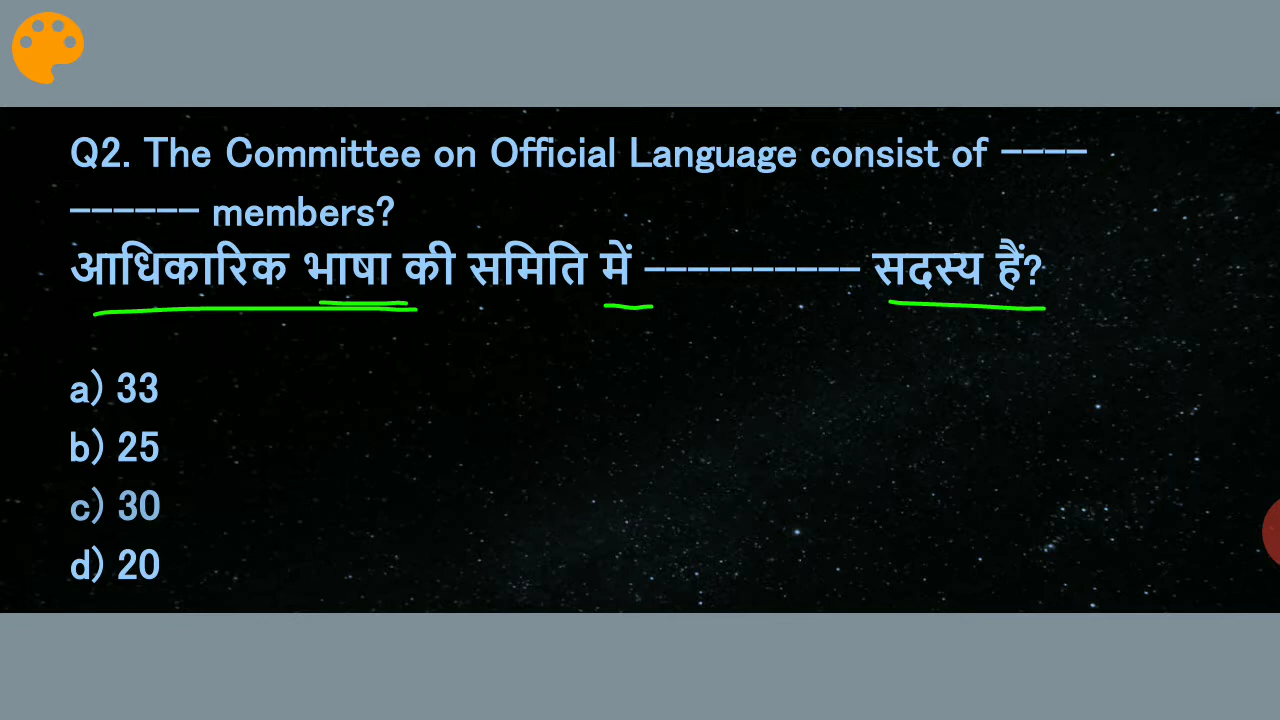 Q2. The Committee on Official Language consist of ----
------ members?
आधिकारिक भाषा की समिति में ---------- सदस्य हैं?
a) 33
b) 25
c) 30
d) 20